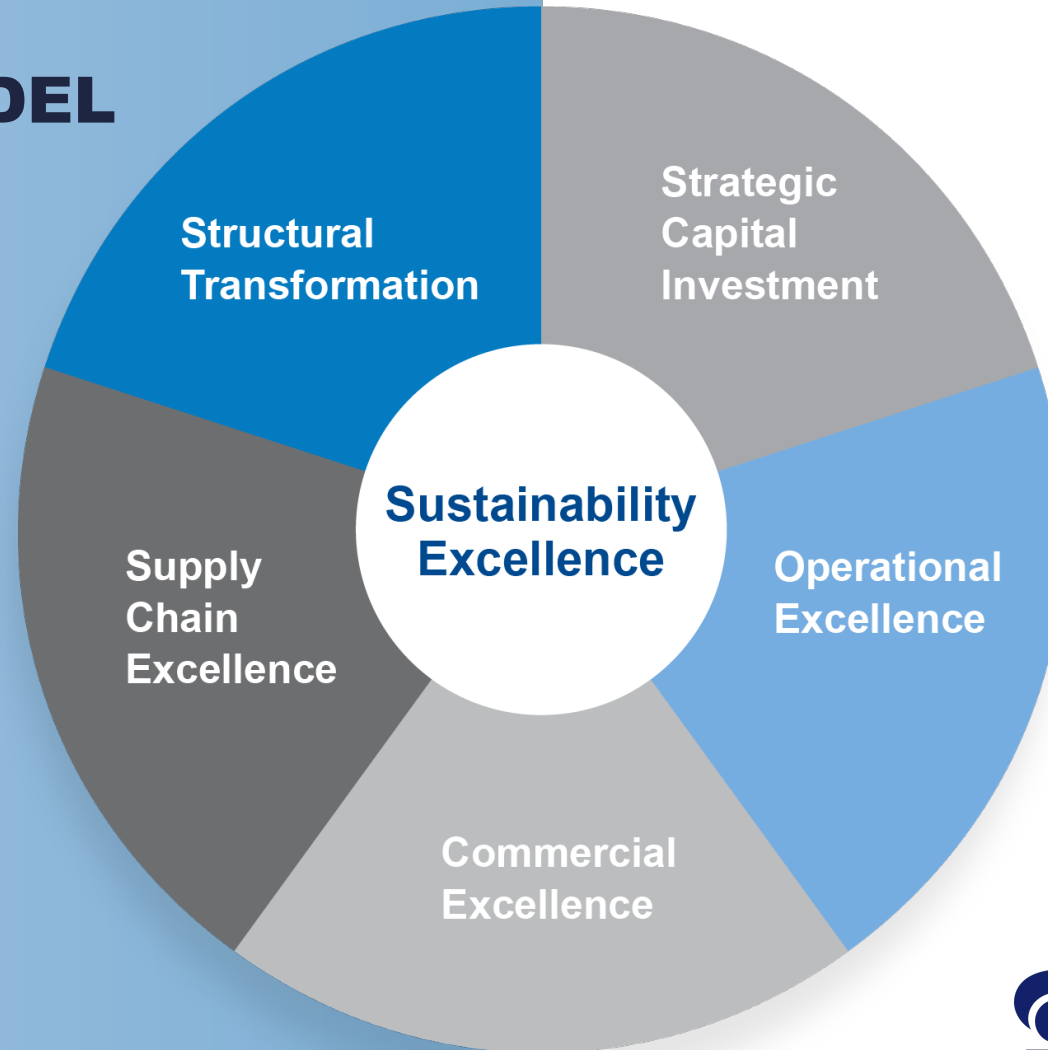 DEL
Structural
Transformation
Strategic
Capital
Investment
Sustainability
Excellence
Supply
Chain
Excellence
Operational
Excellence
Commercial
Excellence